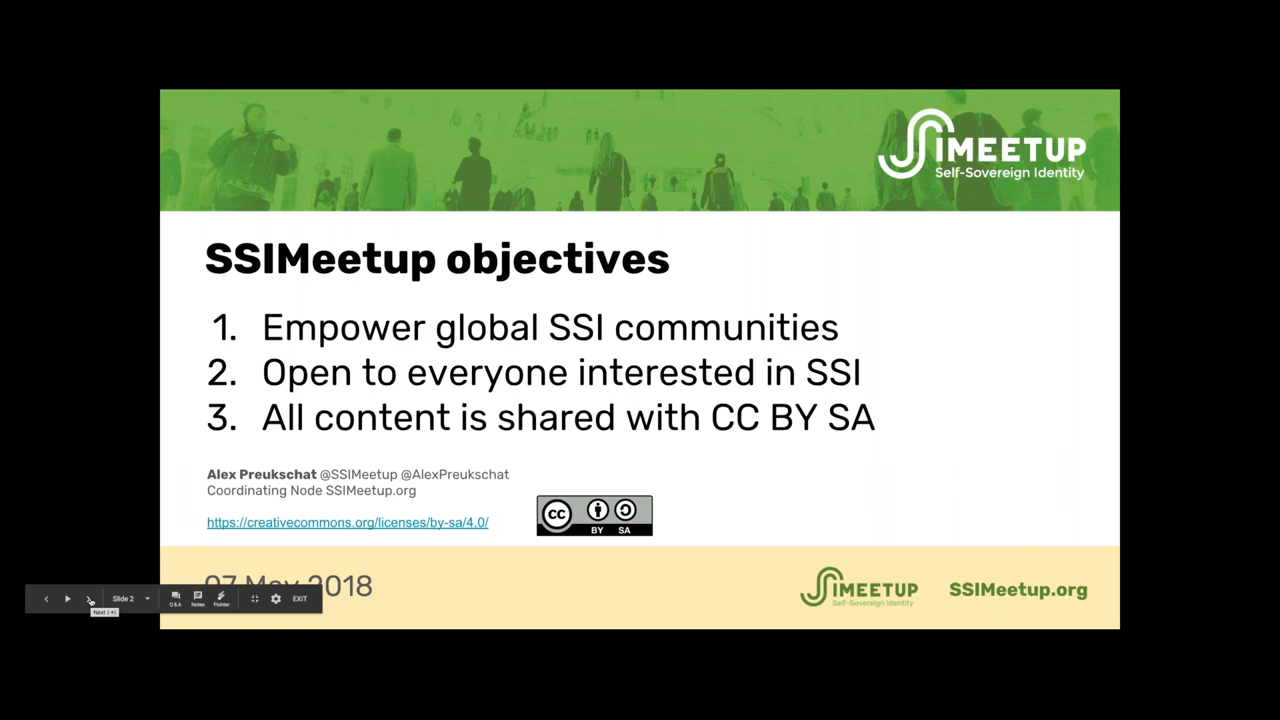 SSIMEETUP
Self-Sovereign Identity
SSIMeetup objectives
1. Empower global SSI communities
2. Open to everyone interested in SSI
3. All content is shared with CC BY SA
Alex Preukschat @SSIMeetup @AlexPreukschat
Coordinating Node SSIMeetup.org
https://creativecommons.org/licenses/by-sa/4.0/
cc
BY SA
07 May 2018
Slide 2
Q&A Notes Pointer
EXIT
Next (→)
SSIMEETUP
Self-Sovereign Identity
SSIMeetup.org